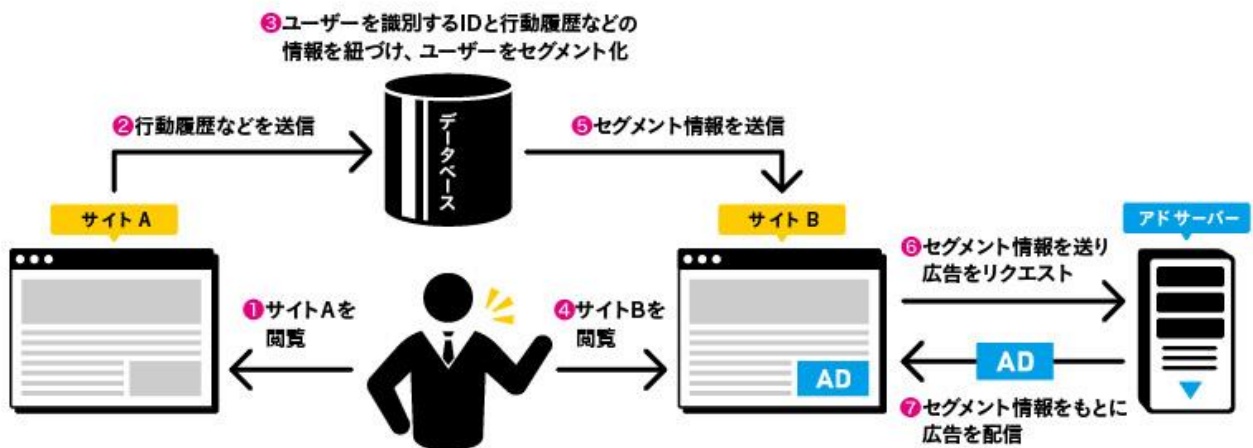 ❸ユーザーを識別するIDと行動履歴などの
情報を紐づけ、ユーザーをセグメント化
❷行動履歴などを送信
データベース
❺セグメント情報を送信
サイトA
サイトB
アドサーバー
❶サイトAを
閲覧
❹サイトBを
閲覧
AD
❻セグメント情報を送り
広告をリクエスト
AD
❼セグメント情報をもとに
広告を配信